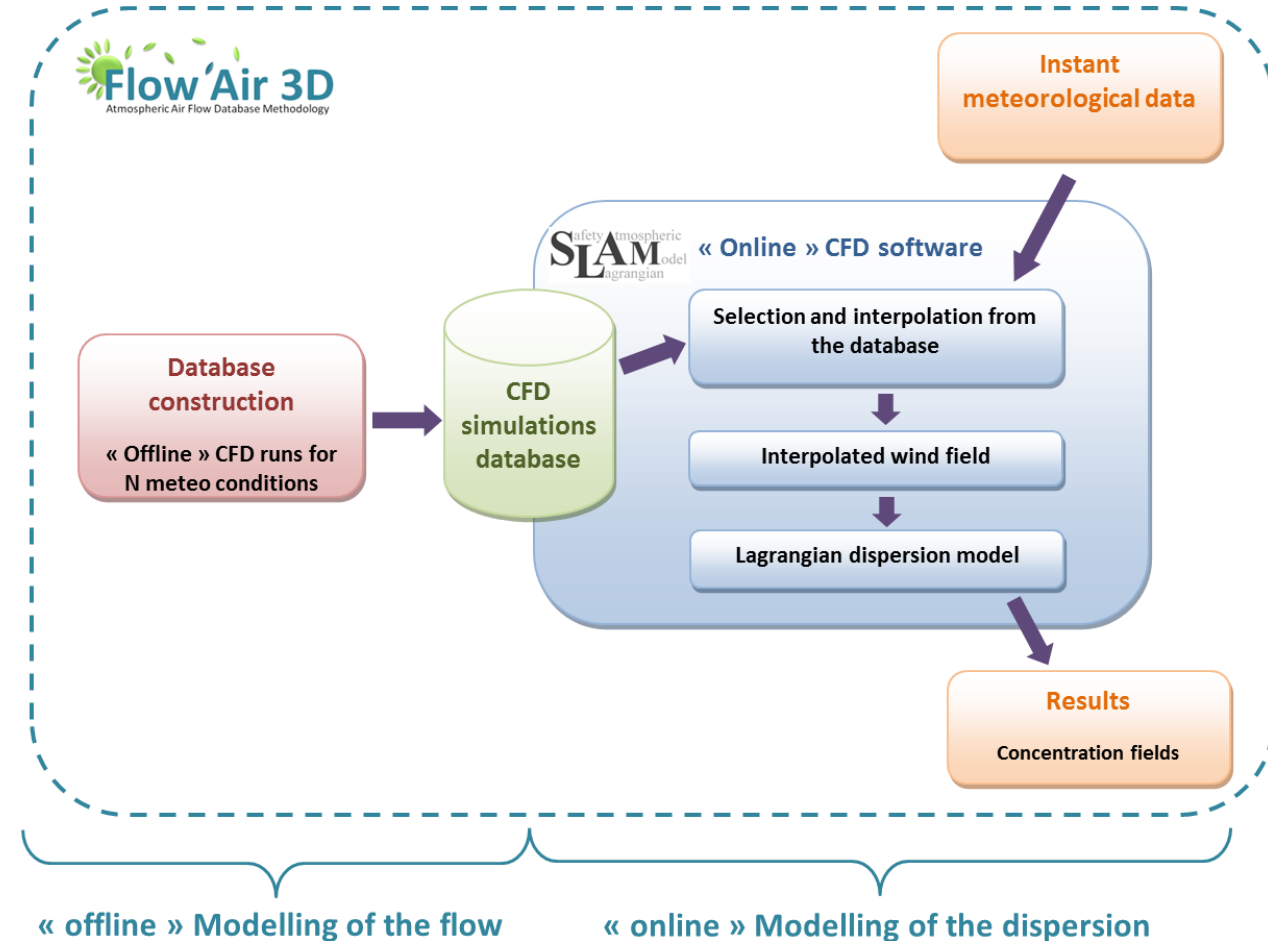 Flow'Air 3D
Atmospheric Air Flow Database Methodology
Instant
meteorological data
Safety Atmospheric
Model
Lagrangian
« Online » CFD software
Selection and interpolation from
the database
Database
construction
« Offline » CFD runs for
N meteo conditions
CFD
simulations
database
Interpolated wind field
Lagrangian dispersion model
Results
Concentration fields
« offline » Modelling of the flow
« online » Modelling of the dispersion